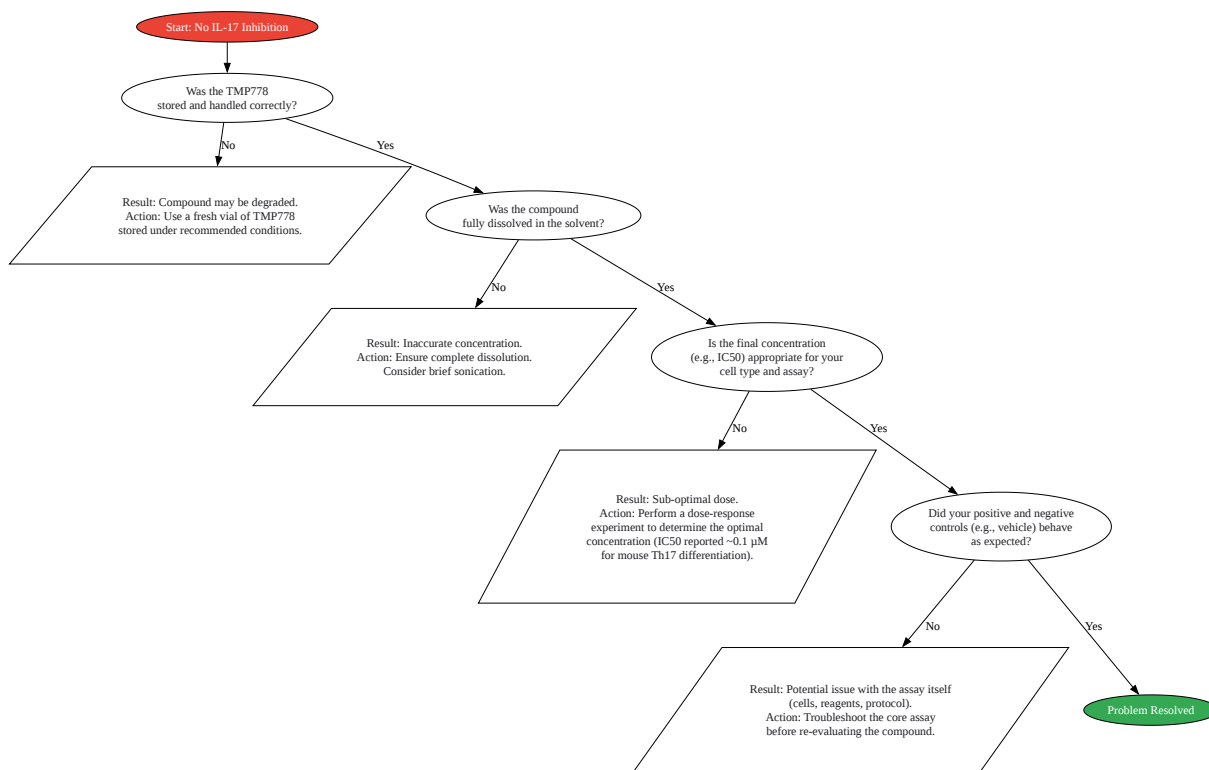 Start: No IL-17 Inhibition
Was the TMP778
stored and handled correctly?
No
Yes
Result: Compound may be degraded.
Action: Use a fresh vial of TMP778
stored under recommended conditions.
Was the compound
fully dissolved in the solvent?
No
Yes
Result: Inaccurate concentration.
Action: Ensure complete dissolution.
Consider brief sonication.
Is the final concentration
(e.g., IC50) appropriate for your
cell type and assay?
No
Yes
Result: Sub-optimal dose.
Action: Perform a dose-response
experiment to determine the optimal
concentration (IC50 reported ~0.1 µM
for mouse Th17 differentiation).
Did your positive and negative
controls (e.g., vehicle) behave
as expected?
No
Yes
Result: Potential issue with the assay itself
(cells, reagents, protocol).
Action: Troubleshoot the core assay
before re-evaluating the compound.
Problem Resolved